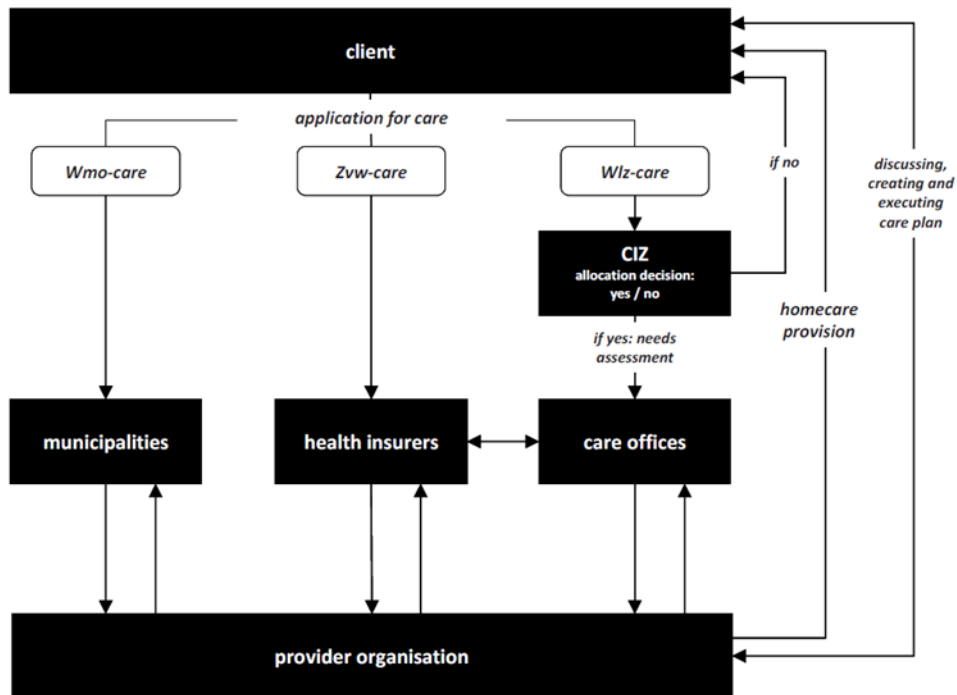 client
application for care
Wmo-care
Zvw-care
Wlz-care
if no
discussing,
creating and
executing
care plan
CIZ
allocation decision:
yes / no
homecare
provision
if yes: needs
assessment
municipalities
health insurers
care offices
provider organisation